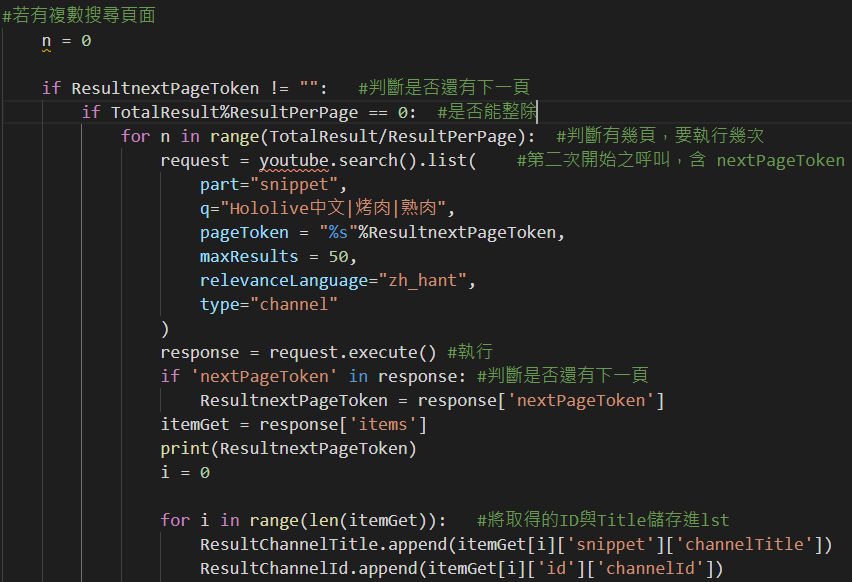 #若有複數搜尋頁面
n = 0
if ResultnextPageToken != "":   #判斷是否還有下一頁
if TotalResult%ResultPerPage == 0:  #是否能整除
for n in range(TotalResult/ResultPerPage):  #判斷有幾頁，要執行幾次
request = youtube.search().list(    #第二次開始之呼叫，含 nextPageToken
part="snippet",
q="Hololive中文|烤肉|熟肉",
pageToken = "%s"%ResultnextPageToken,
maxResults = 50,
relevanceLanguage="zh_hant",
type="channel"
)
response = request.execute() #執行
if 'nextPageToken' in response: #判斷是否還有下一頁
ResultnextPageToken = response['nextPageToken']
itemGet = response['items']
print(ResultnextPageToken)
i = 0
for i in range(len(itemGet)):   #將取得的ID與Title儲存進lst
ResultChannelTitle.append(itemGet[i]['snippet']['channelTitle'])
ResultChannelId.append(itemGet[i]['id']['channelId'])